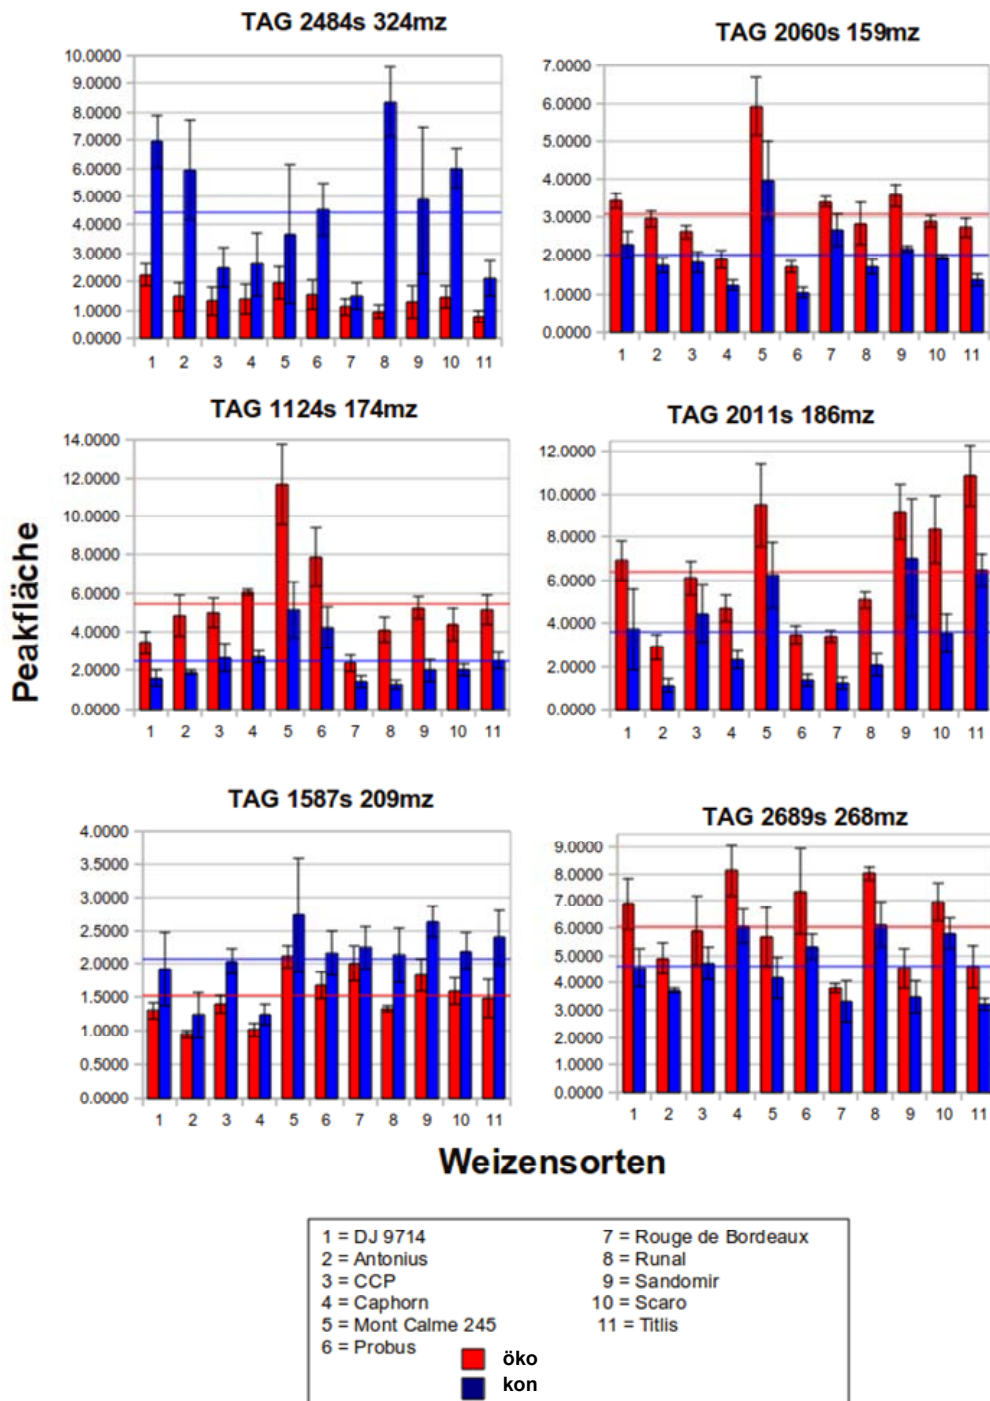 TAG 2484s 324mz
10.0000
9.0000
8.0000
7.0000
6.0000
5.0000
4.0000
3.0000
2.0000
1.0000
0.0000
1 2 3 4 5 6 7 8 9 10 11
TAG 2060s 159mz
7.0000
6.0000
5.0000
4.0000
3.0000
2.0000
1.0000
0.0000
1 2 3 4 5 6 7 8 9 10 11
Peakfläche
TAG 1124s 174mz
14.0000
12.0000
10.0000
8.0000
6.0000
4.0000
2.0000
0.0000
1 2 3 4 5 6 7 8 9 10 11
TAG 2011s 186mz
12.0000
10.0000
8.0000
6.0000
4.0000
2.0000
0.0000
1 2 3 4 5 6 7 8 9 10 11
TAG 1587s 209mz
4.0000
3.5000
3.0000
2.5000
2.0000
1.5000
1.0000
0.5000
0.0000
1 2 3 4 5 6 7 8 9 10 11
TAG 2689s 268mz
9.0000
8.0000
7.0000
6.0000
5.0000
4.0000
3.0000
2.0000
1.0000
0.0000
1 2 3 4 5 6 7 8 9 10 11
Weizensorten
1 = DJ 9714
2 = Antonius
3 = CCP
4 = Caphorn
5 = Mont Calme 245
6 = Probus
7 = Rouge de Bordeaux
8 = Runal
9 = Sandomir
10 = Scaro
11 = Titlis
öko
kon